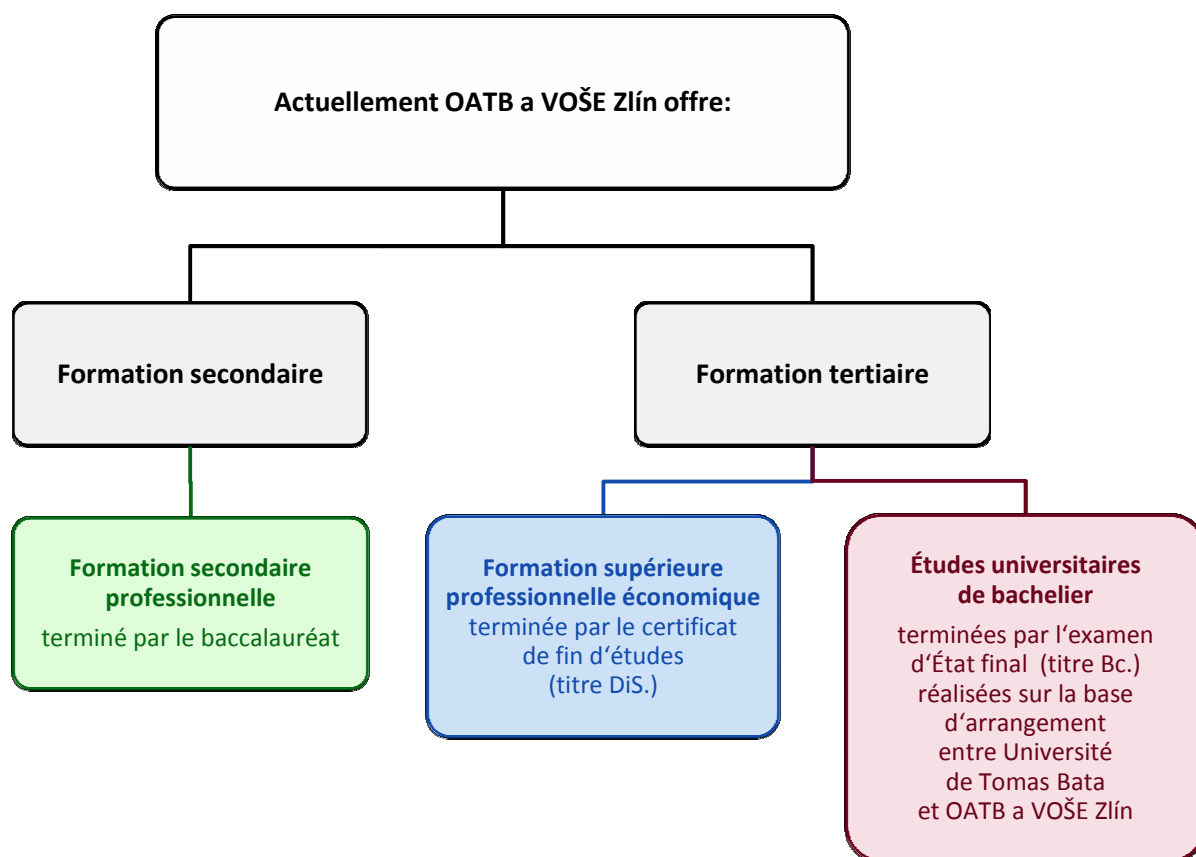 Actuellement OATB a VOŠE Zlín offre:
Formation secondaire
Formation tertiaire
Formation secondaire
professionnelle
terminé par le baccalauréat
Formation supérieure
professionnelle économique
terminée par le certificat
de fin d‘études
(titre DiS.)
Études universitaires
de bachelier
terminées par l‘examen
d‘État final (titre Bc.)
réalisées sur la base
d‘arrangement
entre Université
de Tomas Bata
et OATB a VOŠE Zlín